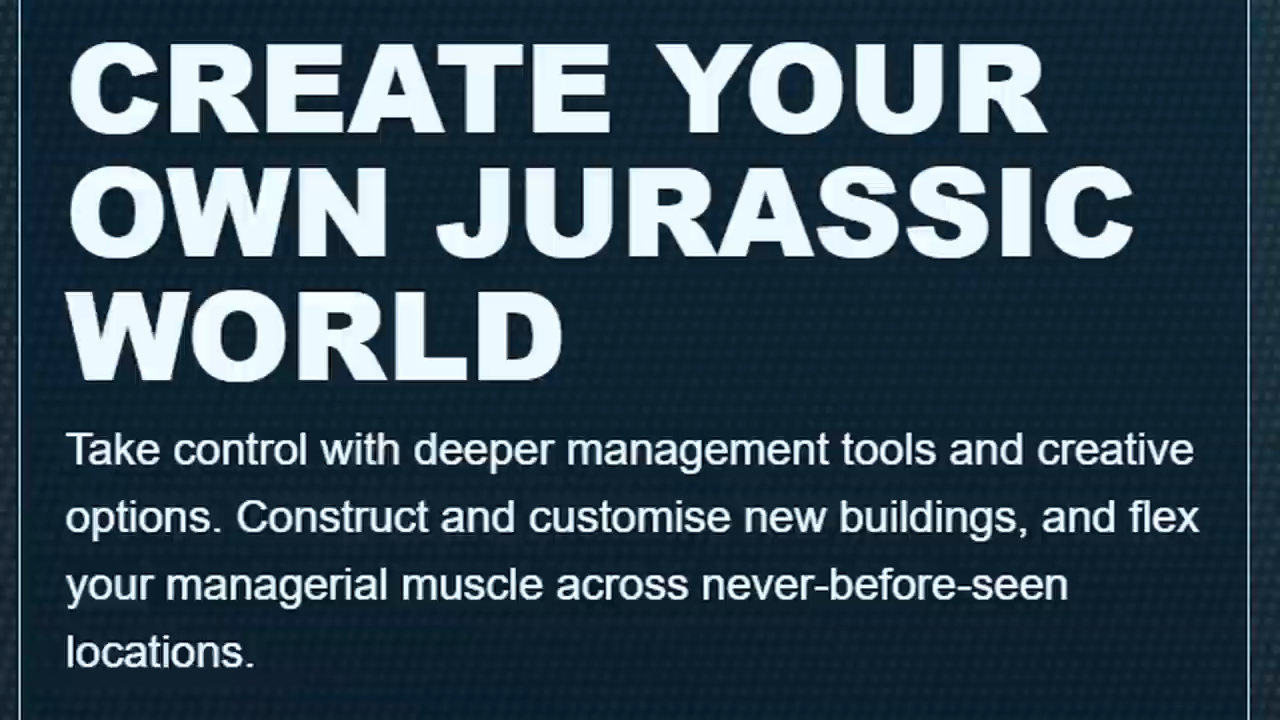 CREATE YOUR
OWN JURASSIC
WORLD
Take control with deeper management tools and creative
options. Construct and customise new buildings, and flex
your managerial muscle across never-before-seen
locations.